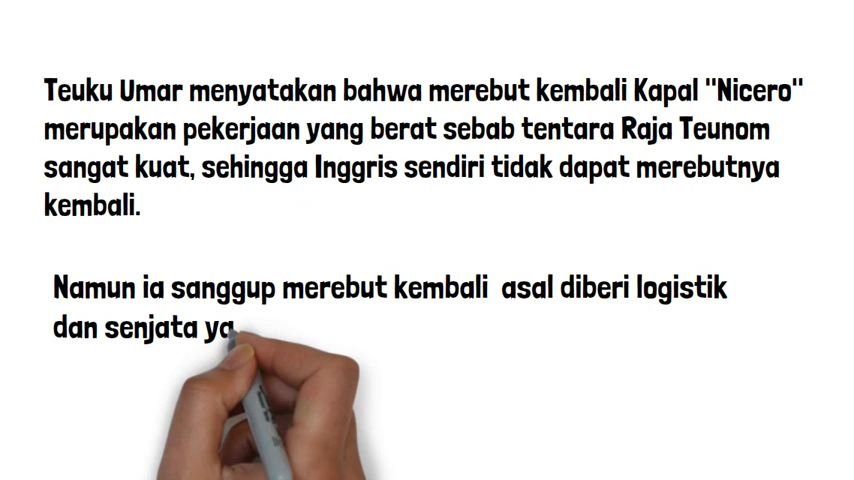 Teuku Umar menyatakan bahwa merebut kembali Kapal "Nicero"
merupakan pekerjaan yang berat sebab tentara Raja Teunom
sangat kuat, sehingga Inggris sendiri tidak dapat merebutnya
kembali.
Namun ia sanggup merebut kembali asal diberi logistik
dan senjata ya